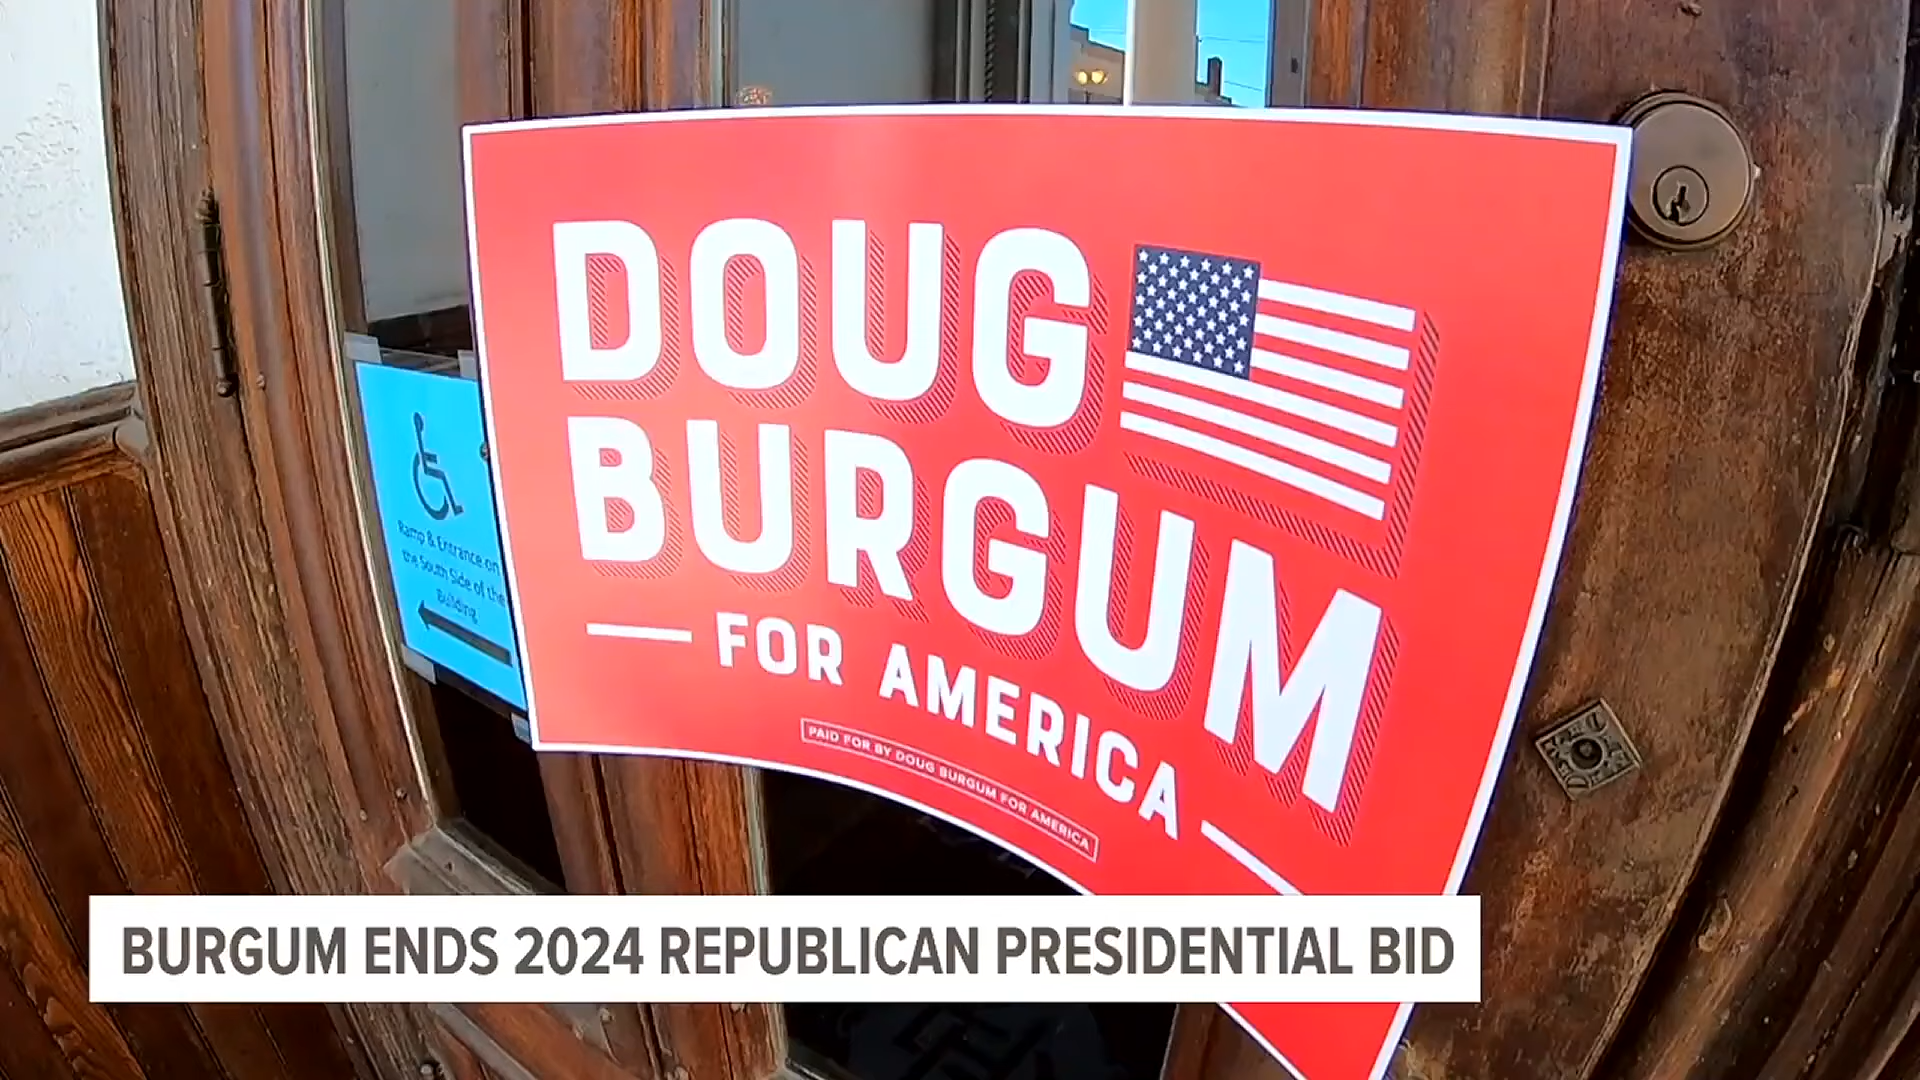 DOUG
BURGUM
FOR AMERICA
PAID FOR BY DOUG BURGUM FOR AMERICA
Ramp & Entrance on
the South Side of the
Building
BURGUM ENDS 2024 REPUBLICAN PRESIDENTIAL BID